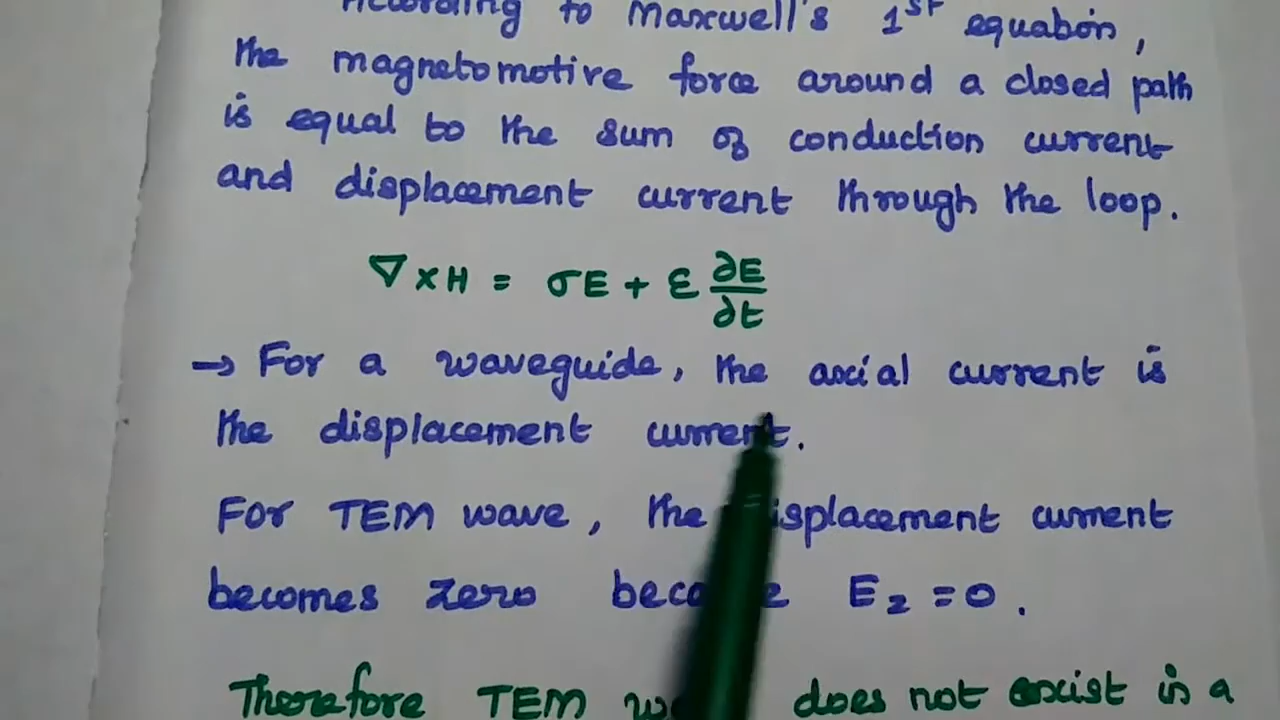 According to Maxwell's 1st equation,
the magnetomotive force around a closed path
is equal to the sum of conduction current
and displacement current through the loop.
∇ x H = σE + ε ∂E/∂t
→ For a waveguide, the axial current is
the displacement current.
For TEM wave, the displacement current
becomes zero E₂ = 0.
Therefore TEM does not exist in a